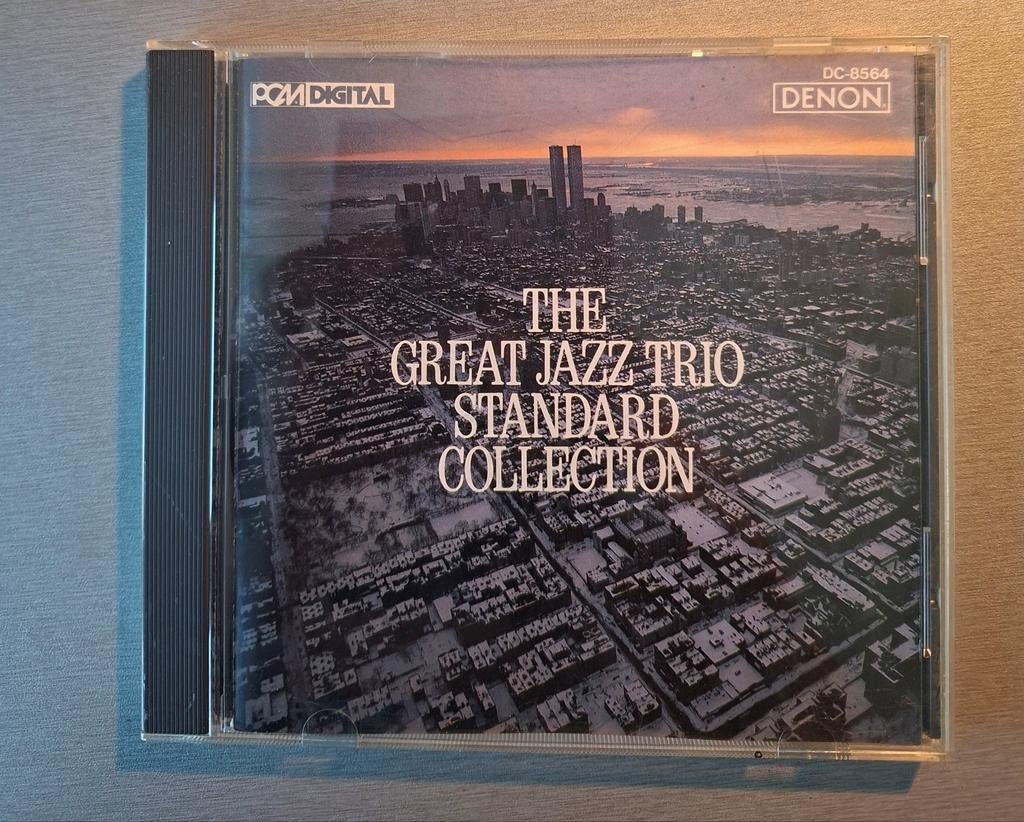 PCM DIGITAL
DC-8564
DENON
THE
GREAT JAZZ TRIO
STANDARD
COLLECTION